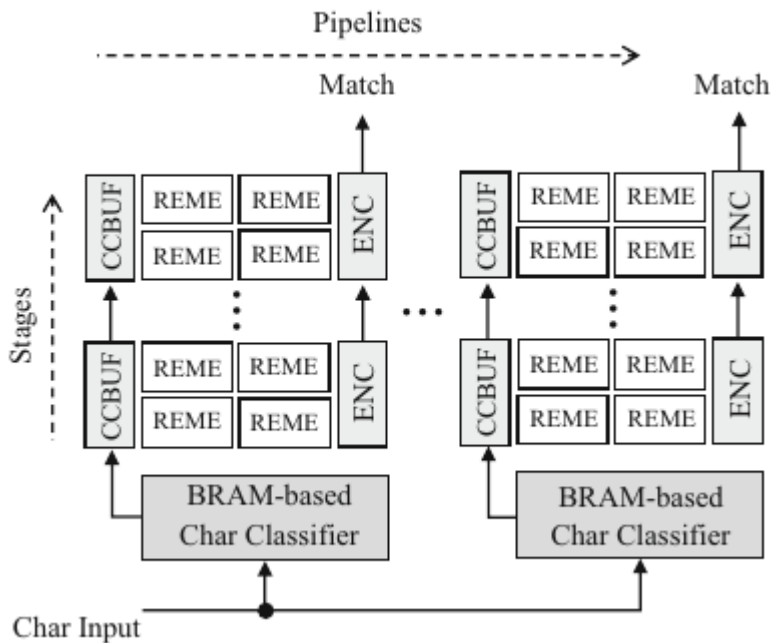 Pipelines
Match
Match
CCBUF
REME
REME
REME
REME
ENC
CCBUF
REME
REME
REME
REME
ENC
Stages
CCBUF
REME
REME
REME
REME
ENC
CCBUF
REME
REME
REME
REME
ENC
BRAM-based
Char Classifier
BRAM-based
Char Classifier
Char Input